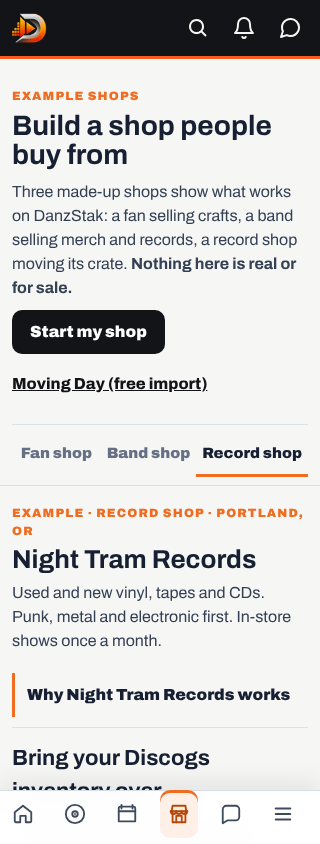 EXAMPLE SHOPS
Build a shop people
buy from
Three made-up shops show what works
on DanzStak: a fan selling crafts, a band
selling merch and records, a record shop
moving its crate. Nothing here is real or
for sale.
Start my shop
Moving Day (free import)
Fan shop Band shop Record shop
EXAMPLE · RECORD SHOP · PORTLAND,
OR
Night Tram Records
Used and new vinyl, tapes and CDs.
Punk, metal and electronic first. In-store
shows once a month.
Why Night Tram Records works
Bring your Discogs
inventory over